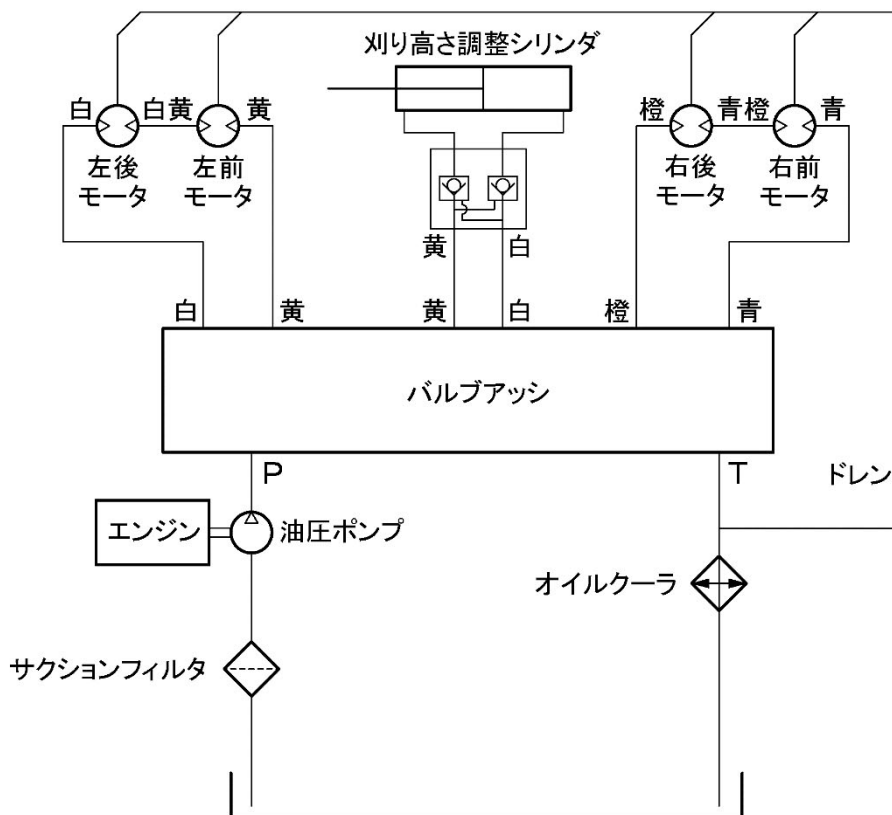 刈り高さ調整シリンダ
白 白黄 黄
橙 青橙 青
左後
モータ
左前
モータ
右後
モータ
右前
モータ
黄 白
白 黄 黄 白 橙 青
バルブアッシ
P T ドレン
エンジン 油圧ポンプ
オイルクーラ
サクションフィルタ